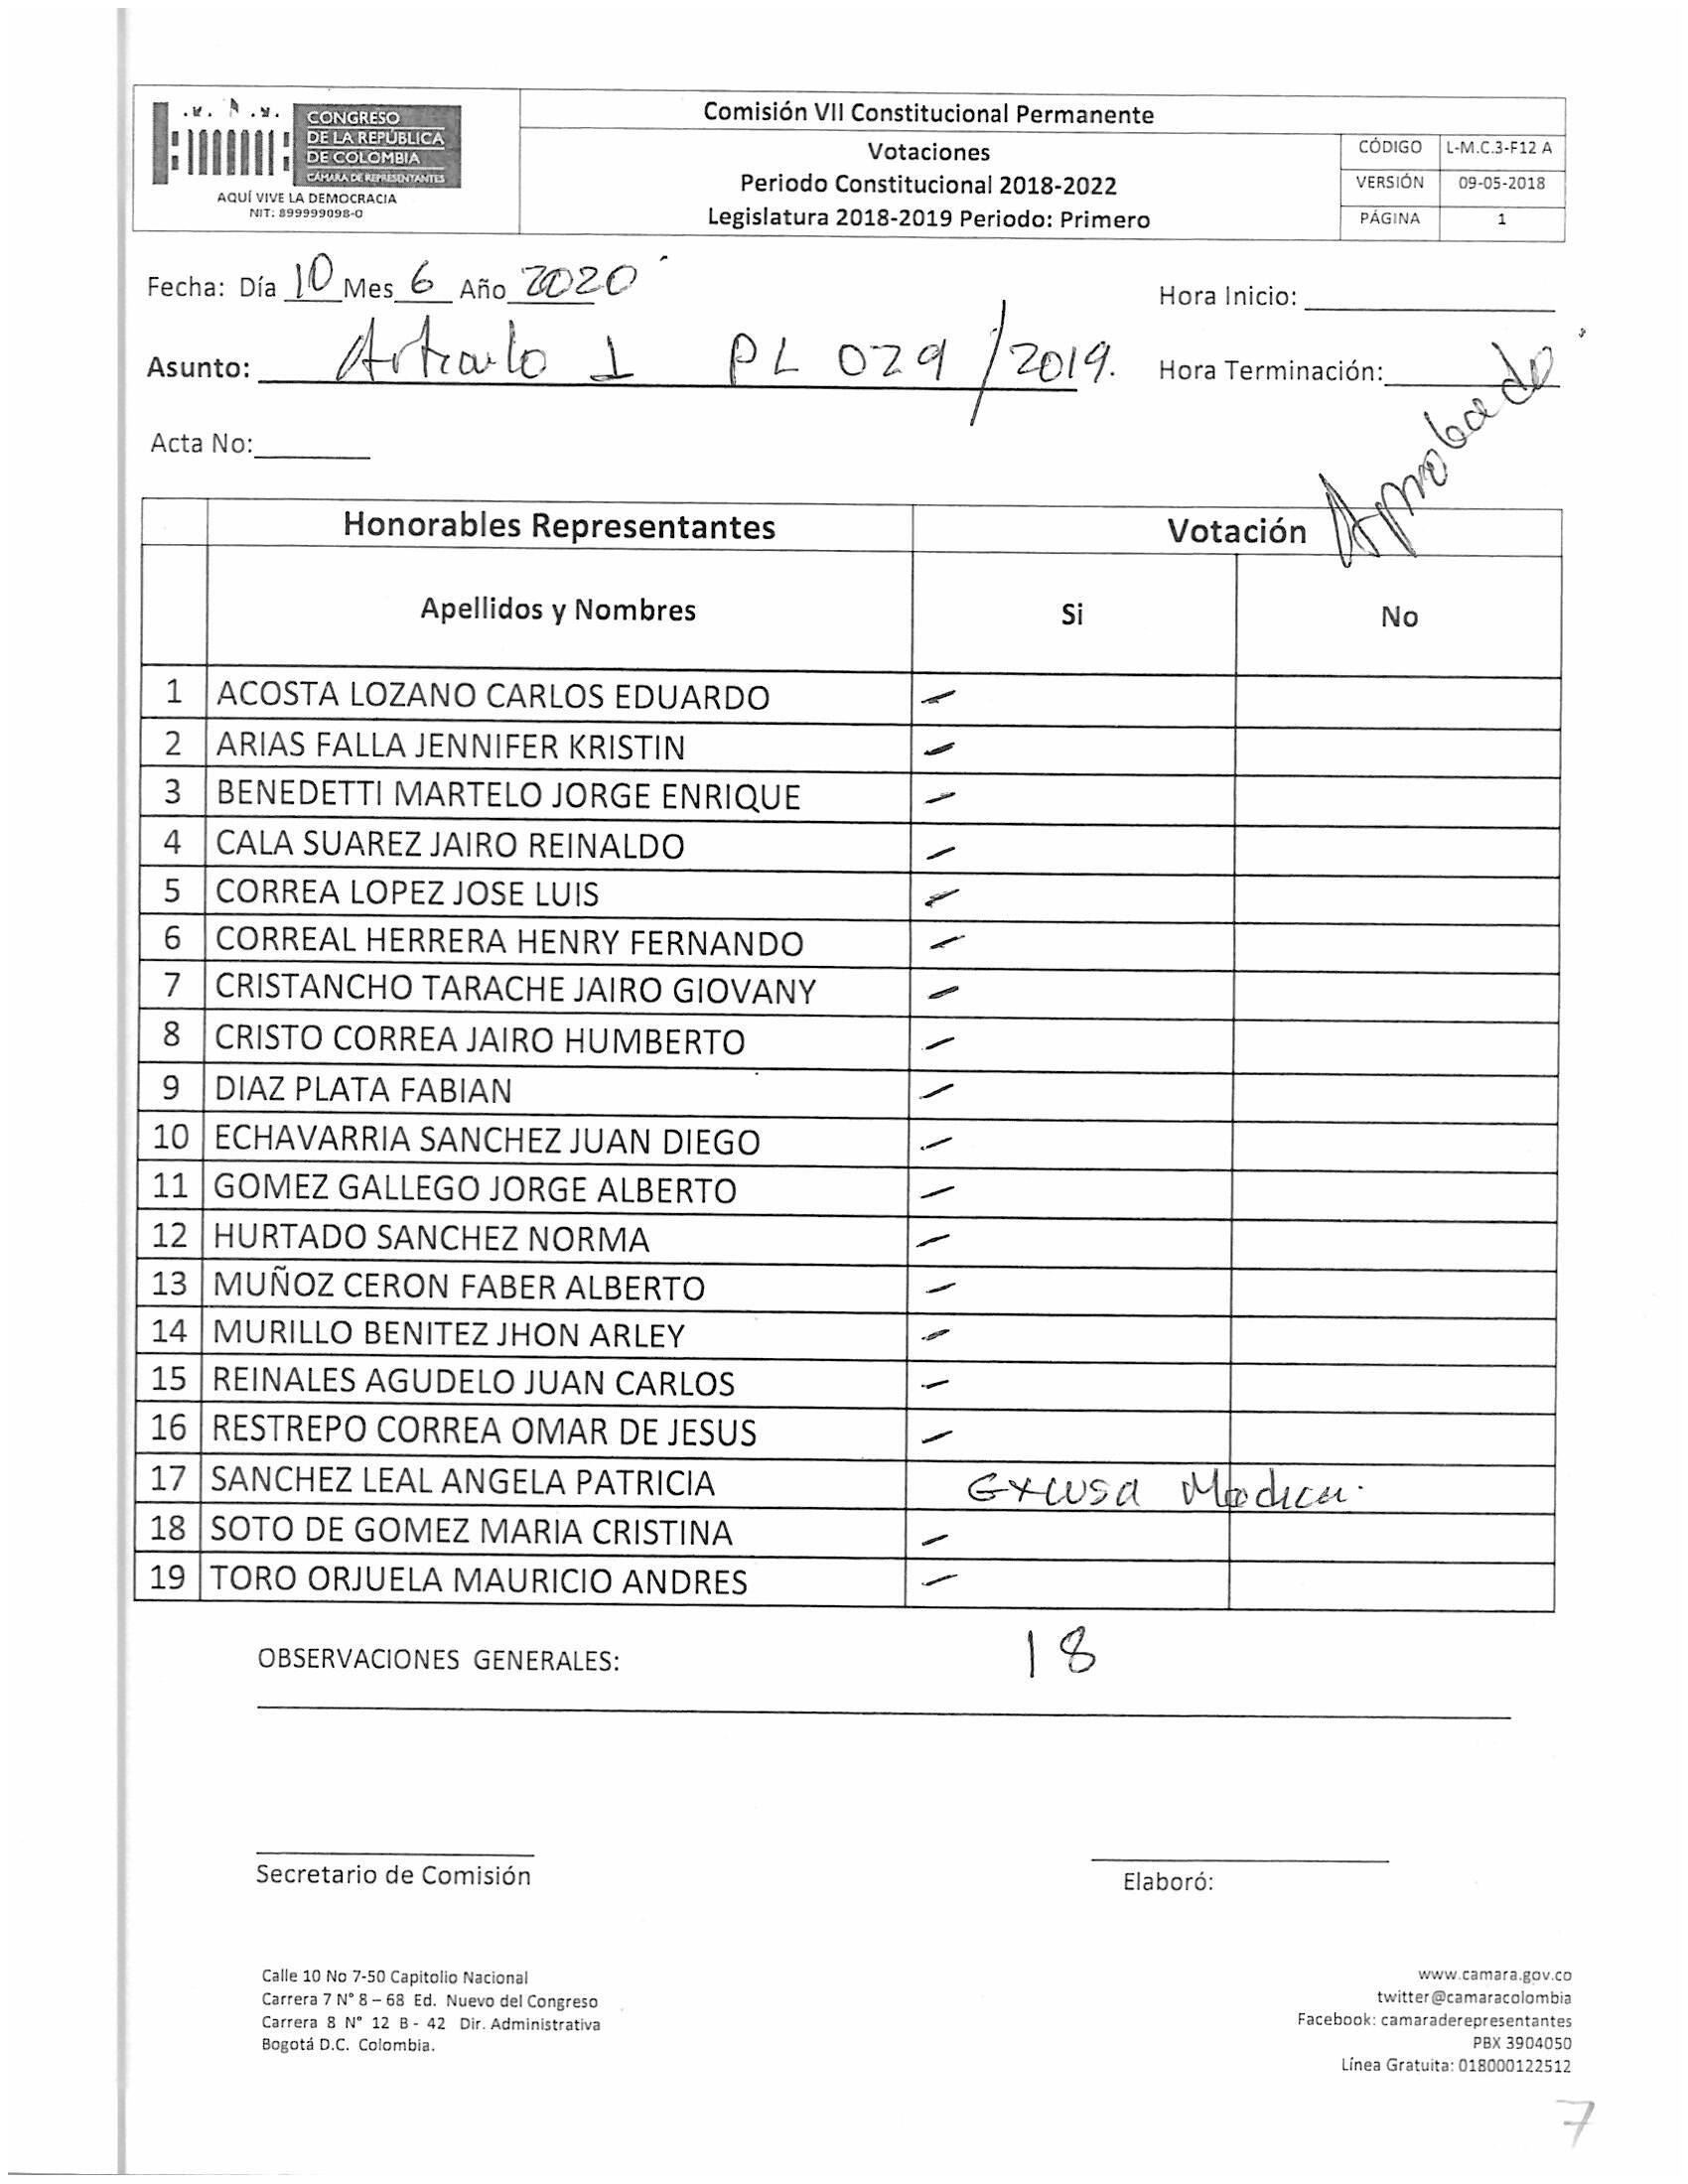 CONGRESO
DE LA REPÚBLICA
DE COLOMBIA
CÁMARA DE REPRESENTANTES
AQUÍ VIVE LA DEMOCRACIA
NIT: 899999098-0
Comisión VII Constitucional Permanente
Votaciones
Periodo Constitucional 2018-2022
Legislatura 2018-2019 Periodo: Primero
CÓDIGO L-M.C.3-F12 A
VERSIÓN 09-05-2018
PÁGINA 1
Fecha: Día 10 Mes 6 Año 2020
Hora Inicio:
Asunto: Articulo 1 PL 029/2019.
Hora Terminación:
Aprobado
Acta No:
Honorables Representantes Votación
Apellidos y Nombres Si No
1 ACOSTA LOZANO CARLOS EDUARDO
2 ARIAS FALLA JENNIFER KRISTIN
3 BENEDETTI MARTELO JORGE ENRIQUE
4 CALA SUAREZ JAIRO REINALDO
5 CORREA LOPEZ JOSE LUIS
6 CORREAL HERRERA HENRY FERNANDO
7 CRISTANCHO TARACHE JAIRO GIOVANY
8 CRISTO CORREA JAIRO HUMBERTO
9 DIAZ PLATA FABIAN
10 ECHAVARRIA SANCHEZ JUAN DIEGO
11 GOMEZ GALLEGO JORGE ALBERTO
12 HURTADO SANCHEZ NORMA
13 MUÑOZ CERON FABER ALBERTO
14 MURILLO BENITEZ JHON ARLEY
15 REINALES AGUDELO JUAN CARLOS
16 RESTREPO CORREA OMAR DE JESUS
17 SANCHEZ LEAL ANGELA PATRICIA Excusa Medica.
18 SOTO DE GOMEZ MARIA CRISTINA
19 TORO ORJUELA MAURICIO ANDRES
OBSERVACIONES GENERALES: 18
Secretario de Comisión
Elaboró:
Calle 10 No 7-50 Capitolio Nacional
Carrera 7 N° 8 – 68 Ed. Nuevo del Congreso
Carrera 8 N° 12 B - 42 Dir. Administrativa
Bogotá D.C. Colombia.
www.camara.gov.co
twitter@camaracolombia
Facebook: camaraderepresentantes
PBX 3904050
Línea Gratuita: 018000122512
7